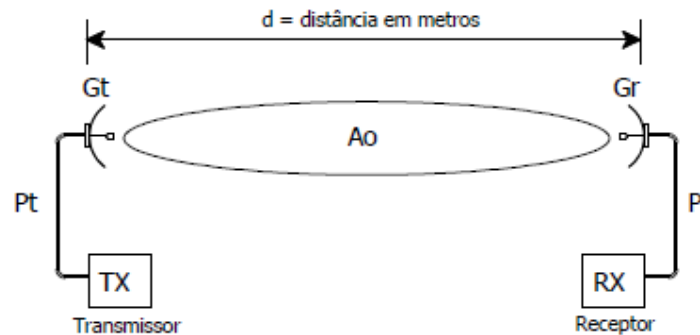 d = distância em metros
Gt
Gr
Ao
Pt
P
TX
RX
Transmissor
Receptor